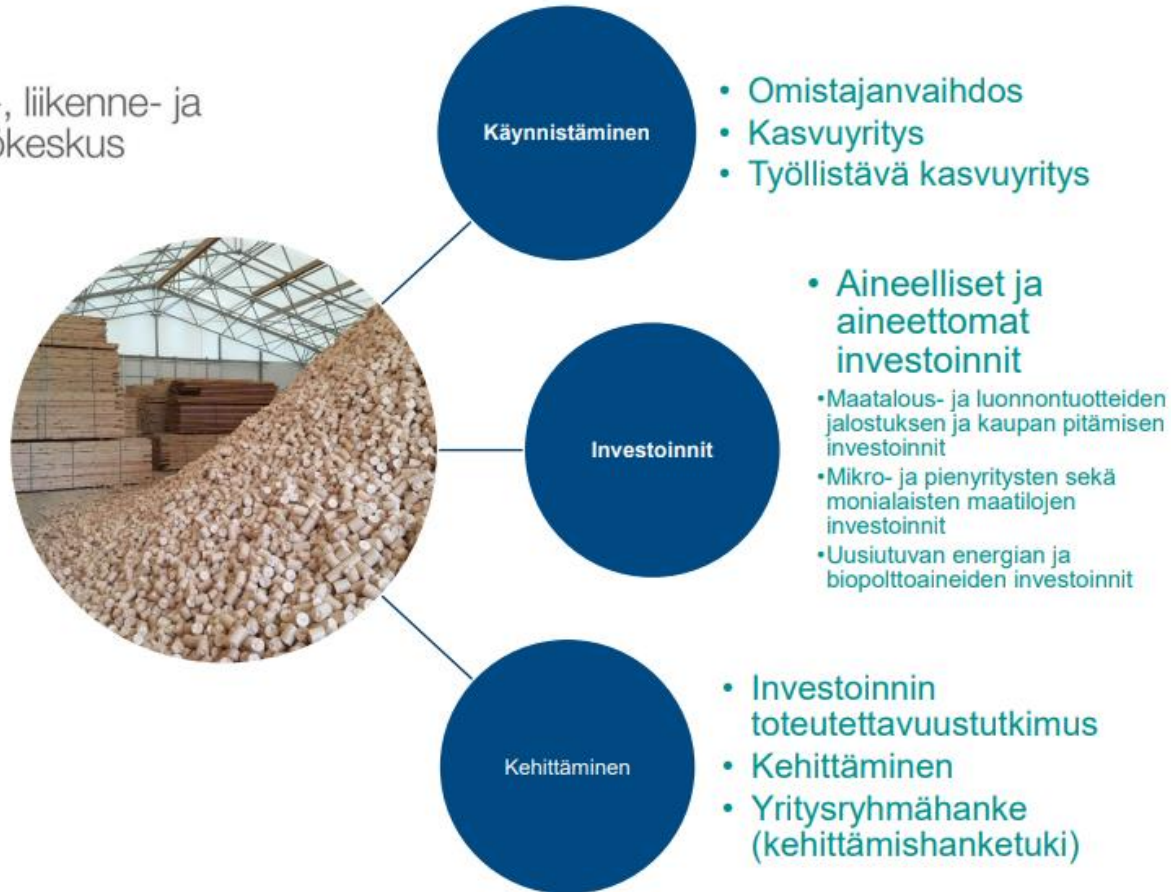 , liikenne- ja
keskus
Käynnistäminen
• Omistajanvaihdos
• Kasvuyritys
• Työllistävä kasvuyritys
Investoinnit
• Aineelliset ja
aineettomat
investoinnit
•Maatalous- ja luonnontuotteiden
jalostuksen ja kaupan pitämisen
investoinnit
•Mikro- ja pienyritysten sekä
monialaisten maatilojen
investoinnit
•Uusiutuvan energian ja
biopolttoaineiden investoinnit
Kehittäminen
• Investoinnin
toteutettavuustutkimus
• Kehittäminen
• Yritysryhmähanke
(kehittämishanketuki)